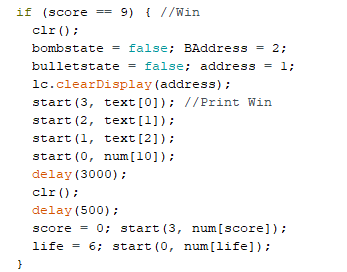 if (score == 9) { //Win
clr();
bombstate = false; BAddress = 2;
bulletstate = false; address = 1;
lc.clearDisplay(address);
start(3, text[0]); //Print Win
start(2, text[1]);
start(1, text[2]);
start(0, num[10]);
delay(3000);
clr();
delay(500);
score = 0; start(3, num[score]);
life = 6; start(0, num[life]);
}